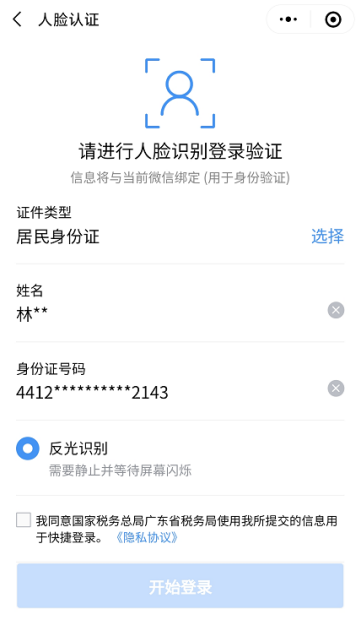 人脸认证
请进行人脸识别登录验证
信息将与当前微信绑定 (用于身份验证)
证件类型
居民身份证
选择
姓名
林**
身份证号码
4412**********2143
反光识别
需要静止并等待屏幕闪烁
我同意国家税务总局广东省税务局使用我所提交的信息用
于快捷登录。 《隐私协议》
开始登录